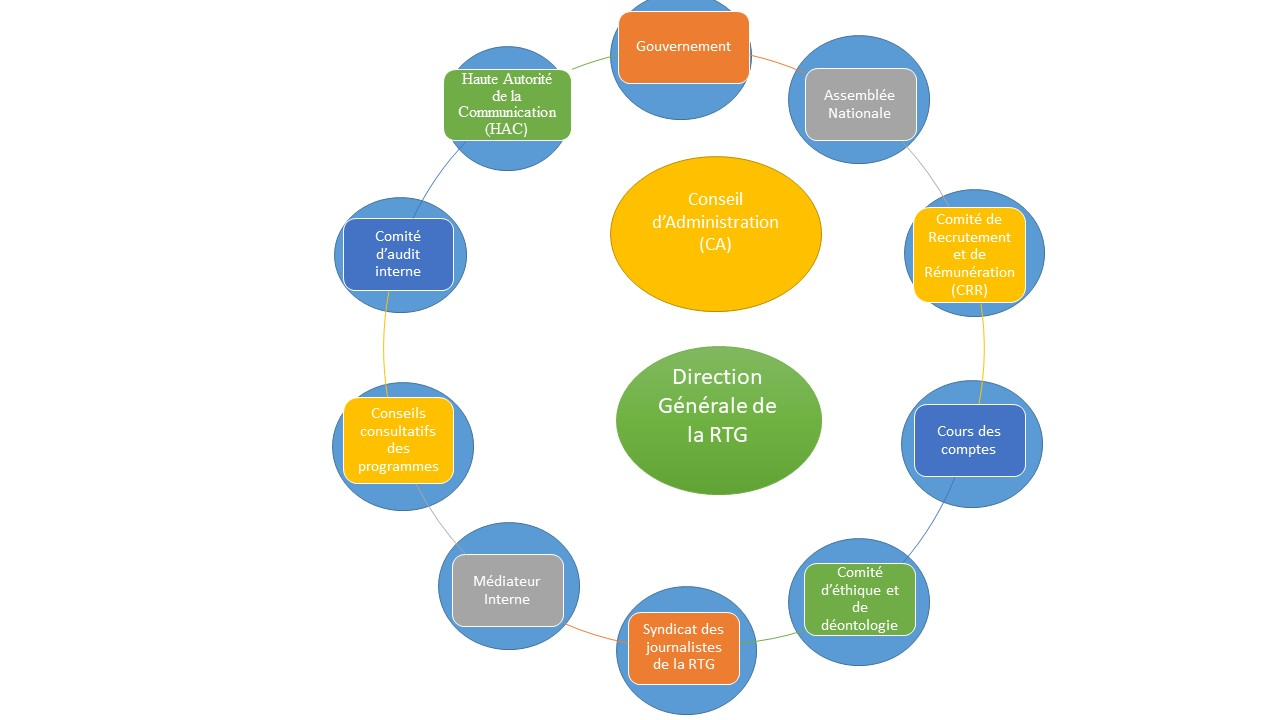 Gouvernement
Haute Autorité
de la
Communication
(HAC)
Assemblée
Nationale
Conseil
d’Administration
(CA)
Comité
d’audit
interne
Comité de
Recrutement
et de
Rémunération
(CRR)
Direction
Générale de
la RTG
Conseils
consultatifs
des
programmes
Cours des
comptes
Médiateur
Interne
Comité
d’éthique et
de
déontologie
Syndicat des
journalistes
de la RTG